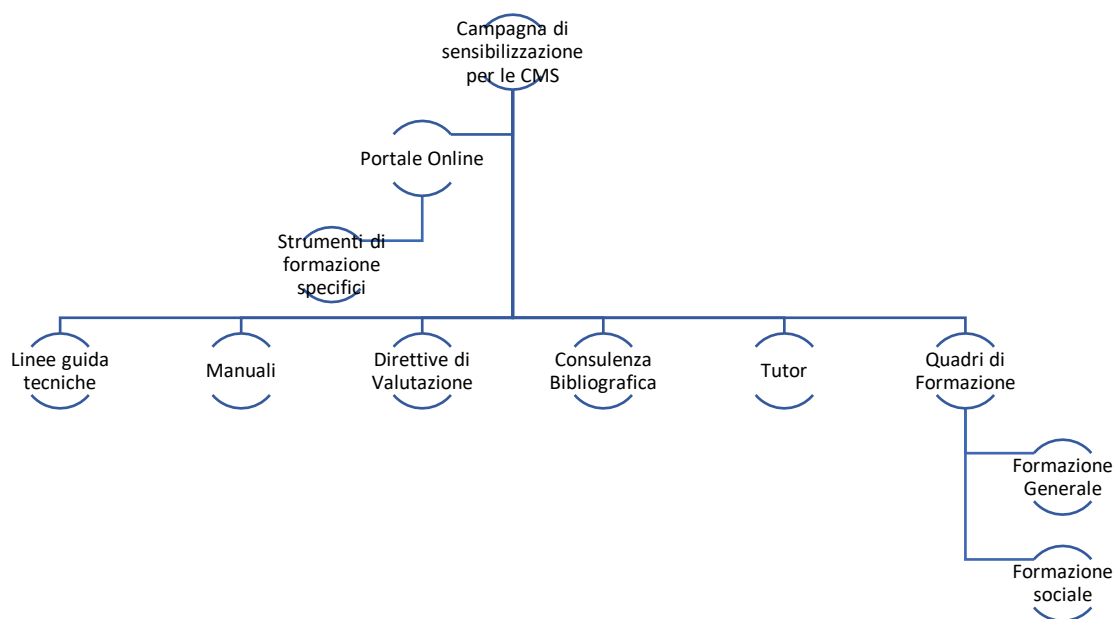 Campagna di
sensibilizzazione
per le CMS
Portale Online
Strumenti di
formazione
specifici
Linee guida
tecniche
Manuali
Direttive di
Valutazione
Consulenza
Bibliografica
Tutor
Quadri di
Formazione
Formazione
Generale
Formazione
sociale